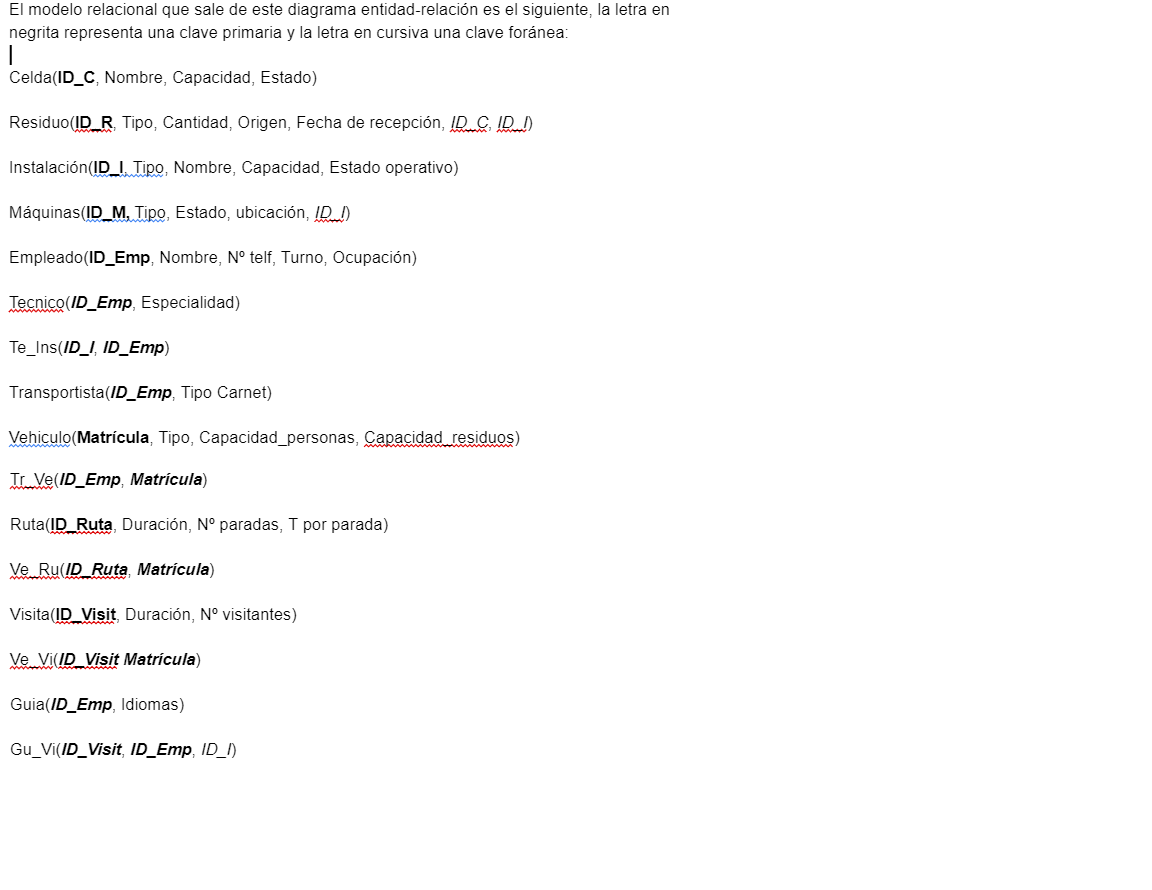 El modelo relacional que sale de este diagrama entidad-relación es el siguiente, la letra en
negrita representa una clave primaria y la letra en cursiva una clave foránea:
Celda(ID_C, Nombre, Capacidad, Estado)
Residuo(ID_R, Tipo, Cantidad, Origen, Fecha de recepción, ID_C, ID_I)
Instalación(ID_I, Tipo, Nombre, Capacidad, Estado operativo)
Máquinas(ID_M, Tipo, Estado, ubicación, ID_I)
Empleado(ID_Emp, Nombre, Nº telf, Turno, Ocupación)
Tecnico(ID_Emp, Especialidad)
Te_Ins(ID_I, ID_Emp)
Transportista(ID_Emp, Tipo Carnet)
Vehiculo(Matrícula, Tipo, Capacidad_personas, Capacidad_residuos)
Tr_Ve(ID_Emp, Matrícula)
Ruta(ID_Ruta, Duración, Nº paradas, T por parada)
Ve_Ru(ID_Ruta, Matrícula)
Visita(ID_Visit, Duración, Nº visitantes)
Ve_Vi(ID_Visit Matrícula)
Guia(ID_Emp, Idiomas)
Gu_Vi(ID_Visit, ID_Emp, ID_I)